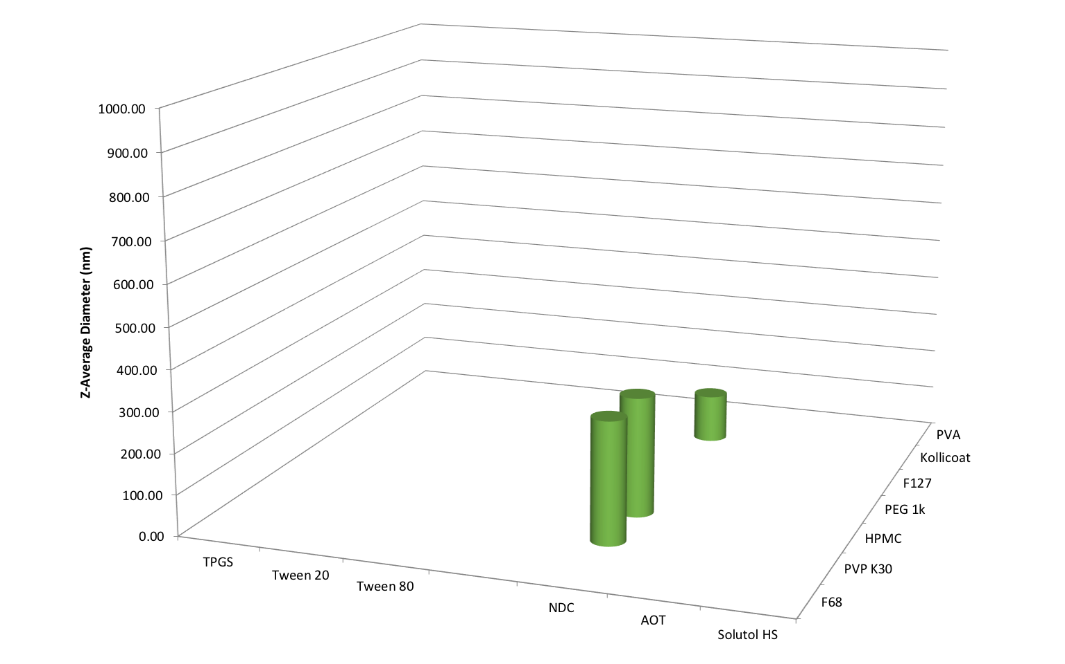 1000.00
900.00
800.00
700.00
600.00
500.00
400.00
300.00
200.00
100.00
0.00
Z-Average Diameter (nm)
TPGS
Tween 20
Tween 80
NDC
AOT
Solutol HS
PVA
Kollicoat
F127
PEG 1k
HPMC
PVP K30
F68